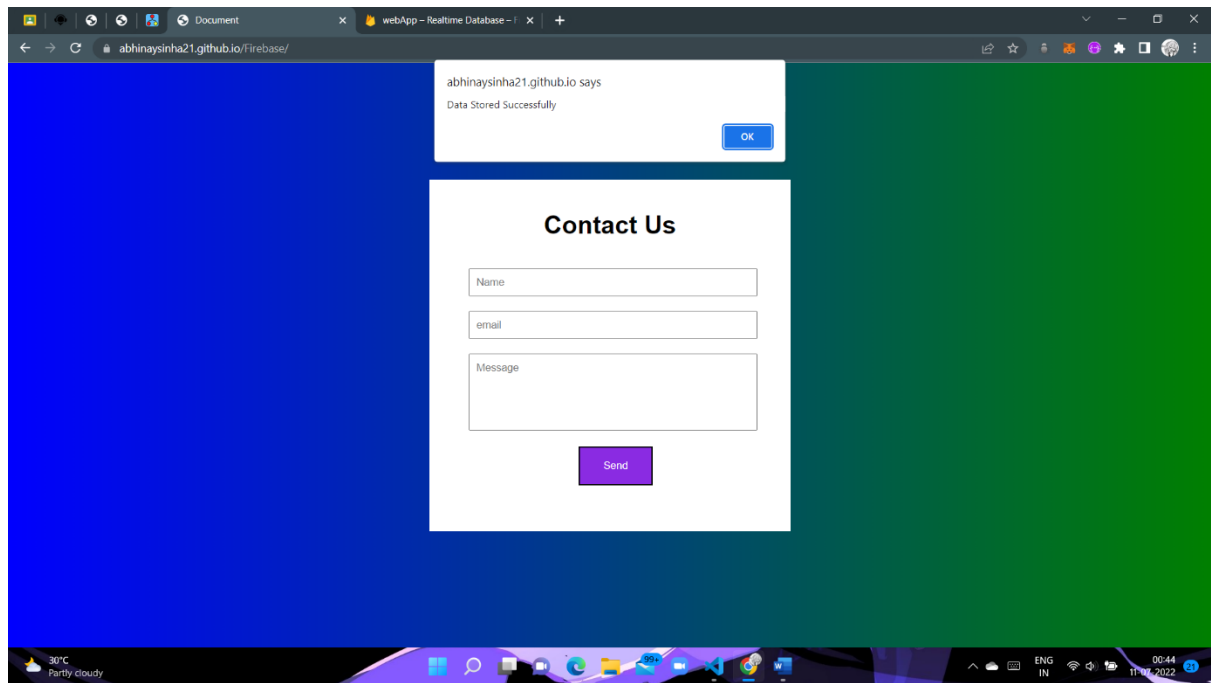 Document
webApp – Realtime Database – F
abhinaysinha21.github.io/Firebase/
abhinaysinha21.github.io says
Data Stored Successfully
OK
Contact Us
Name
email
Message
Send
30°C
Partly cloudy
99+
W
ENG
IN
00:44
11-07-2022
21